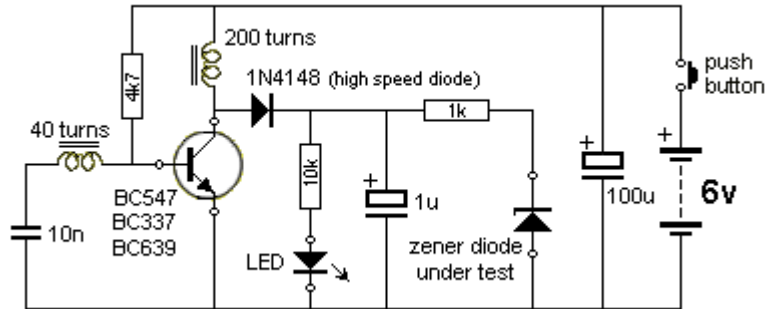 200 turns
4k7
1N4148 (high speed diode)
push
button
40 turns
1k
+
+
+
10k
6v
BC547
BC337
BC639
10n
1u
100u
LED
zener diode
under test